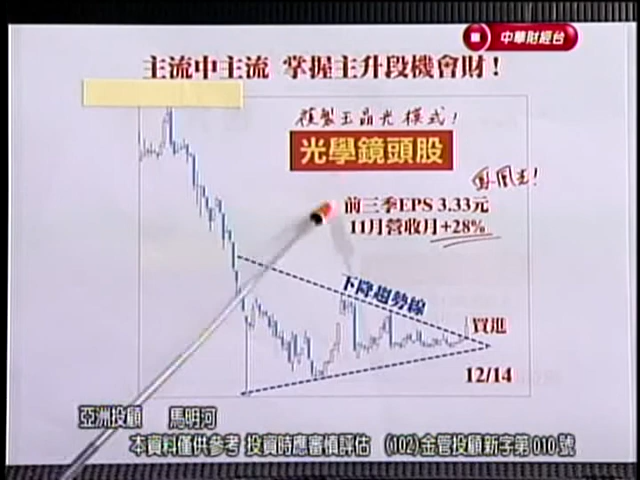 中華財經台
主流中主流 掌握主升段機會財！
複製玉晶光模式！
光學鏡頭股
鳳凰走！
前三季EPS 3.33元
11月營收月+28%
下降趨勢線
買進
12/14
亞洲投顧 馬明河
本資料僅供參考 投資時應審慎評估 (102)金管投顧新字第010號